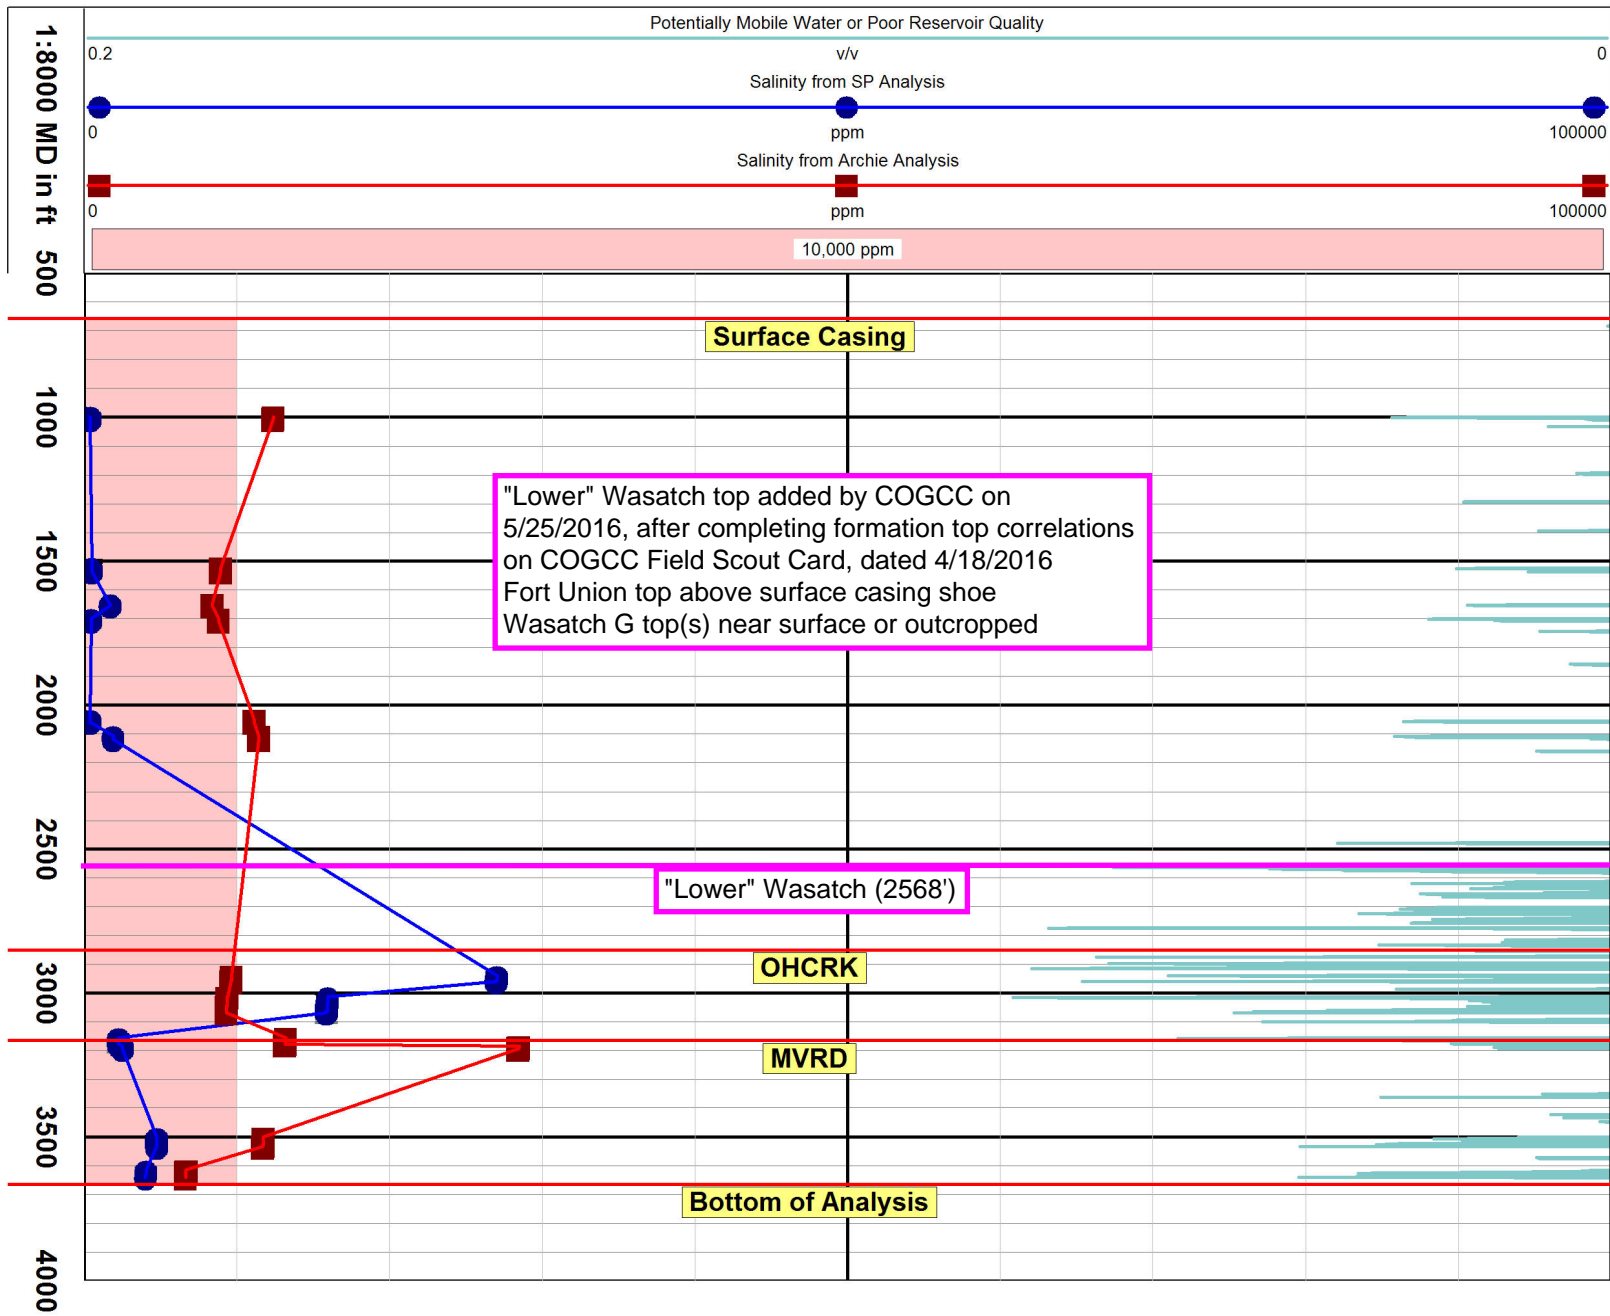 1:8000 MD in ft
Potentially Mobile Water or Poor Reservoir Quality
0.2 v/v 0
Salinity from SP Analysis
0 ppm 100000
Salinity from Archie Analysis
0 ppm 100000
10,000 ppm
500
Surface Casing
1000
"Lower" Wasatch top added by COGCC on
5/25/2016, after completing formation top correlations
on COGCC Field Scout Card, dated 4/18/2016
Fort Union top above surface casing shoe
Wasatch G top(s) near surface or outcropped
1500
2000
2500
"Lower" Wasatch (2568')
OHCRK
3000
MVRD
3500
Bottom of Analysis
4000